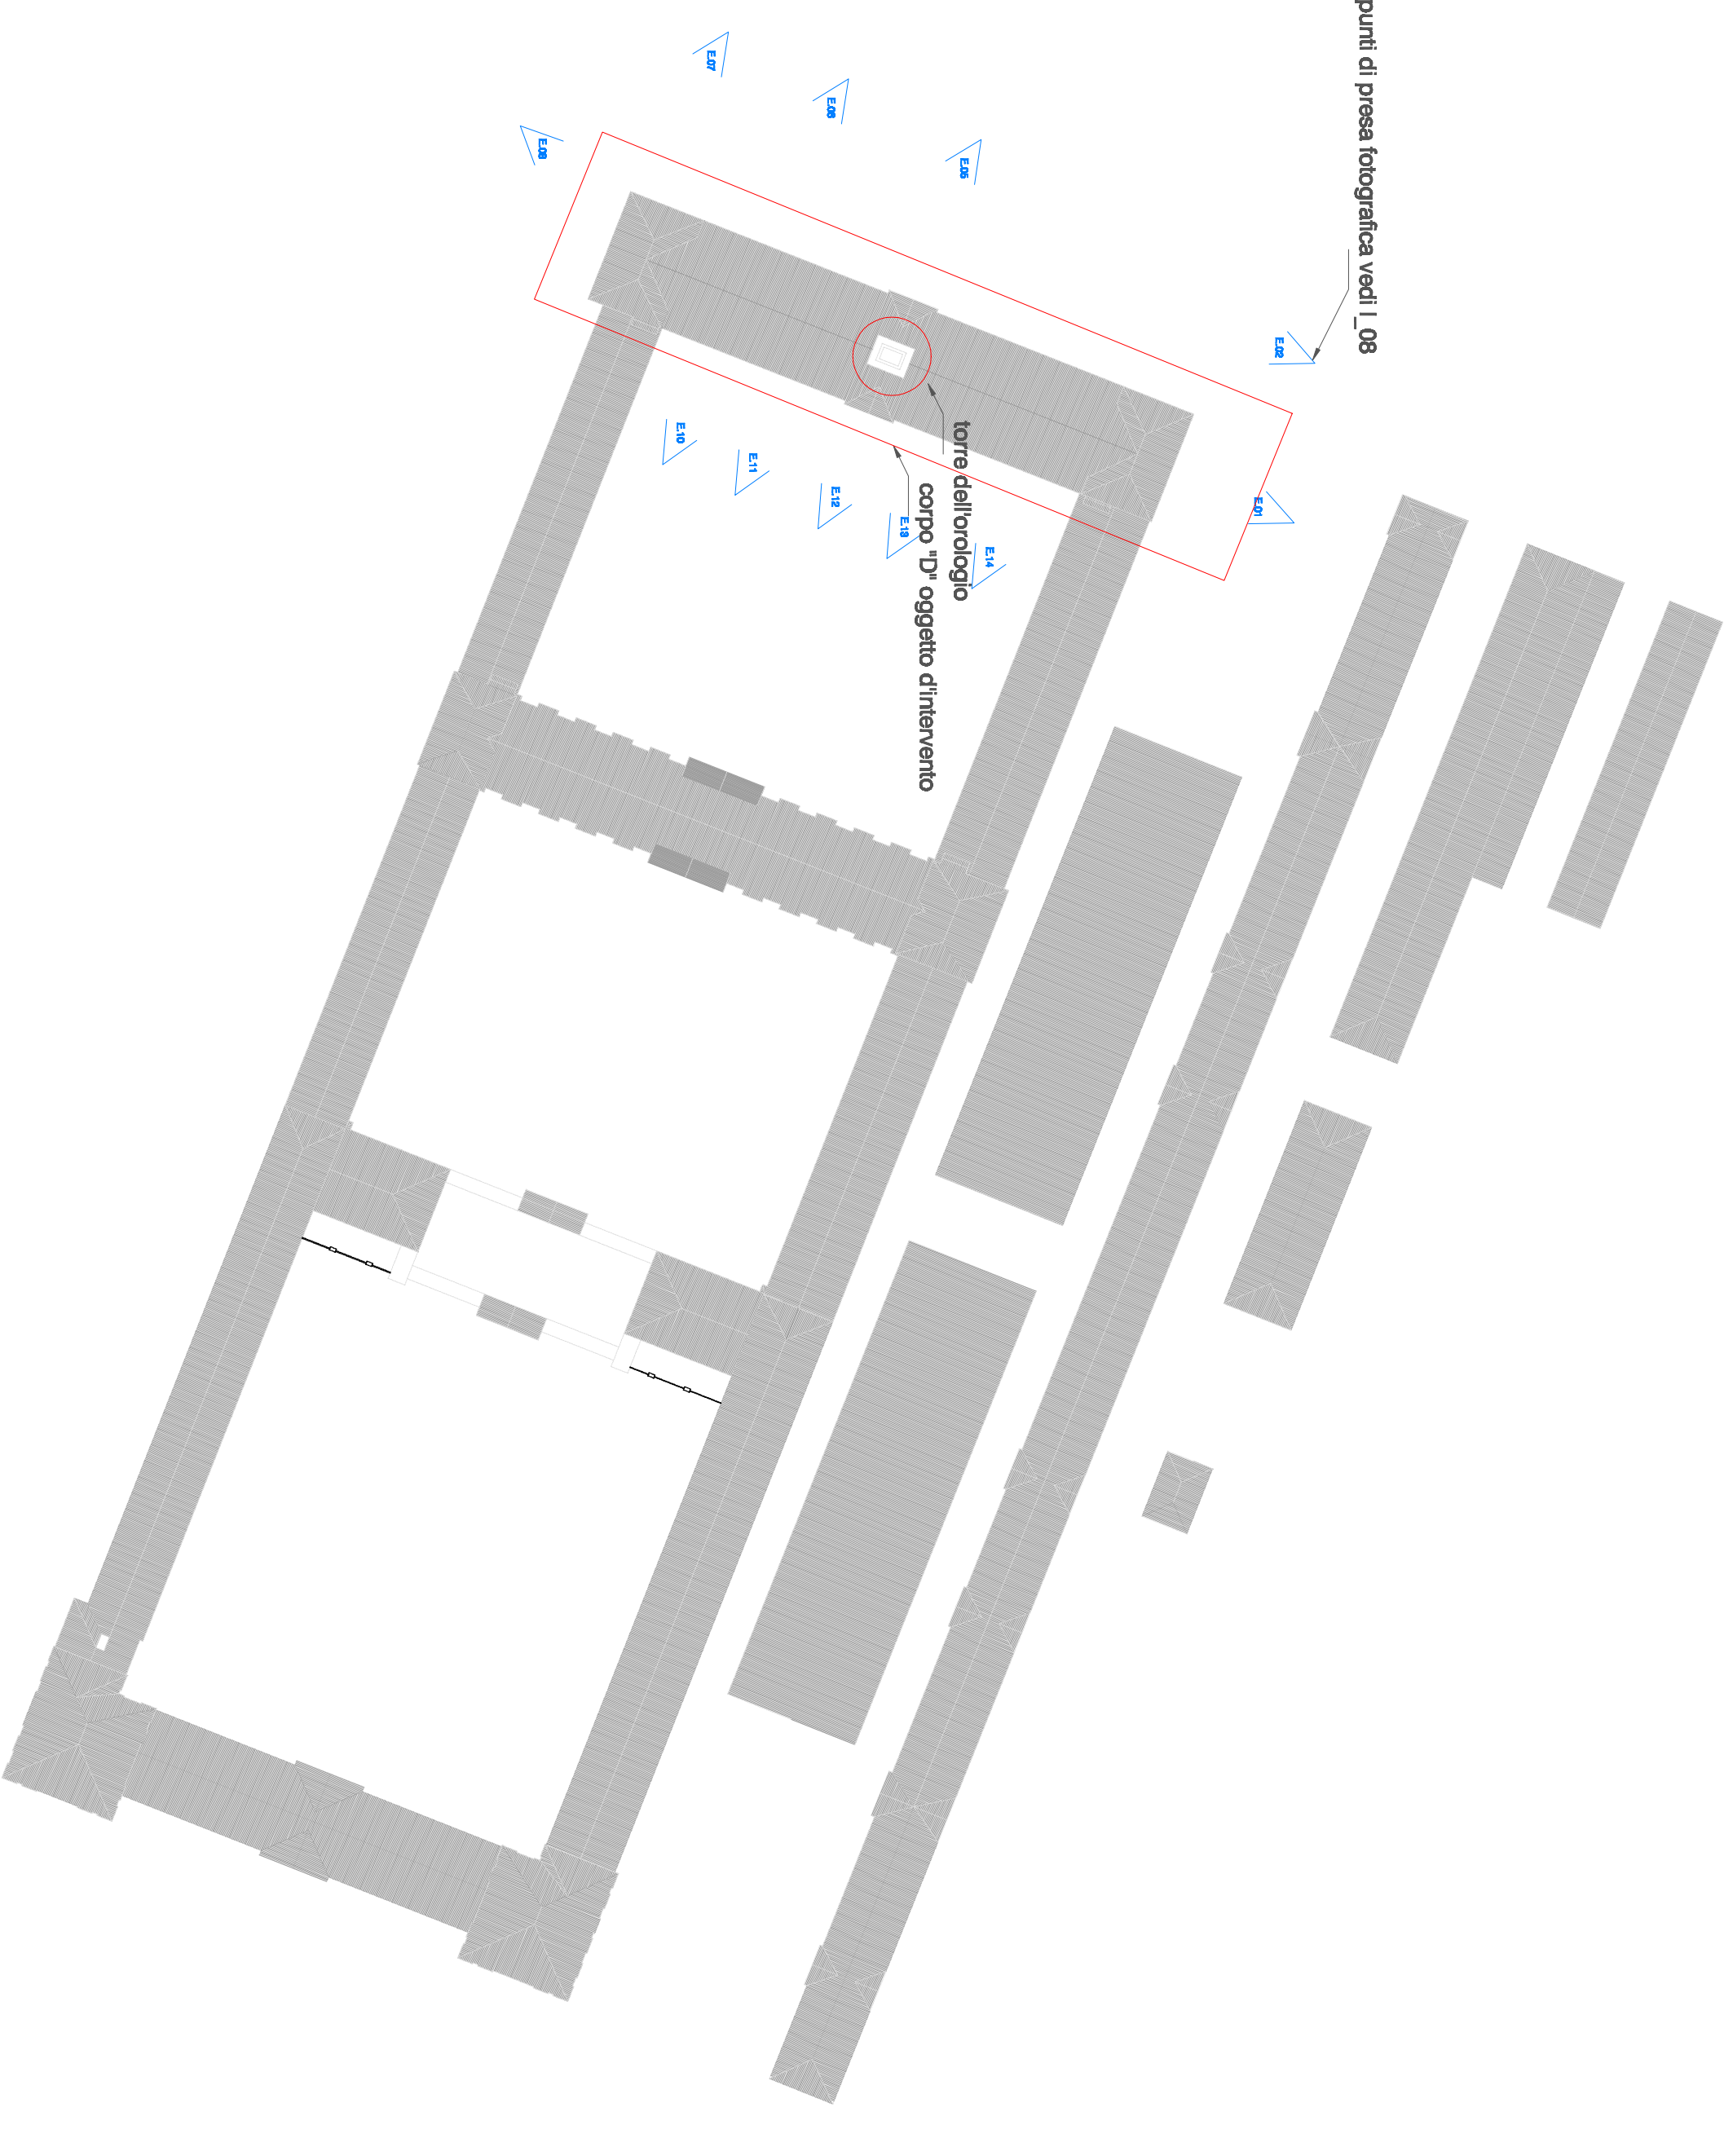 punti di presa fotografica vedi I_08
E.02
E.01
E.05
E.06
E.07
E.08
torre dell'orologio
corpo "D" oggetto d'intervento
E.14
E.13
E.12
E.11
E.10